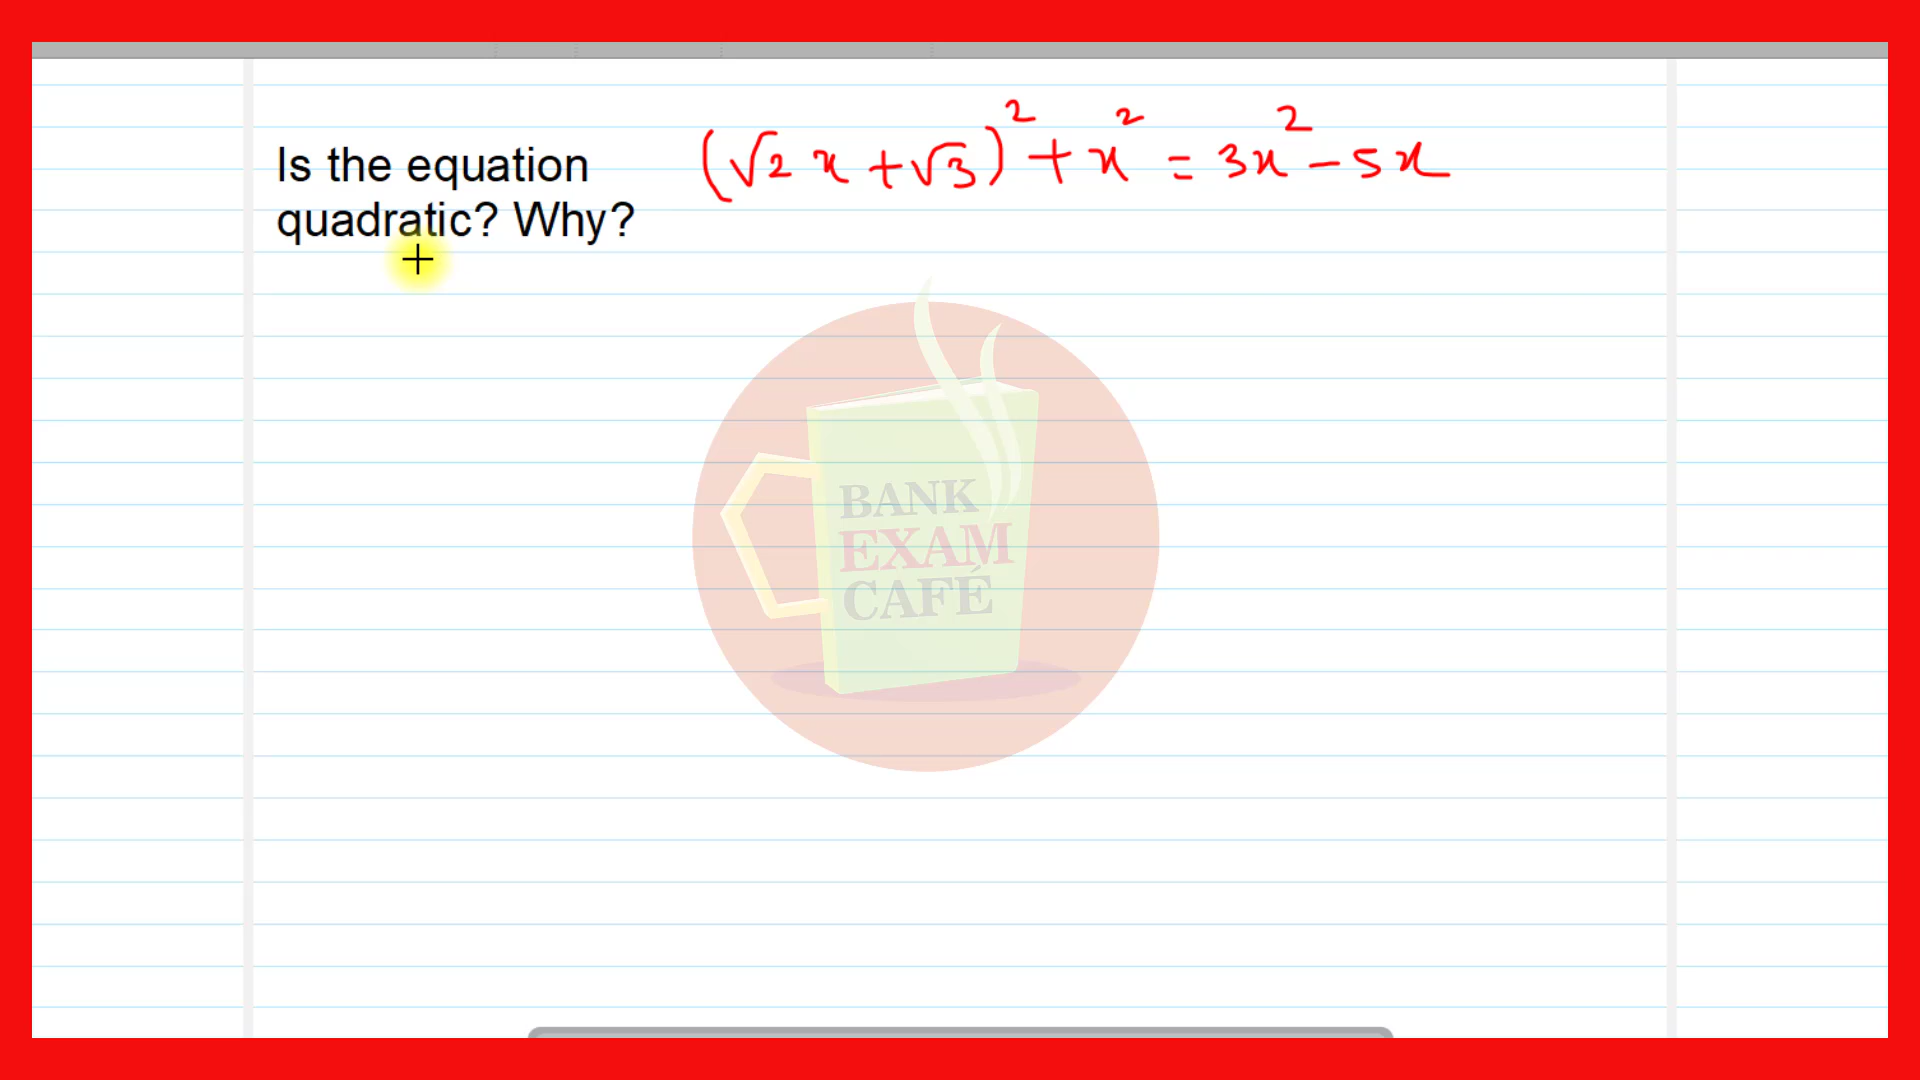 Is the equation
quadratic? Why?
(√2 x + √3)² + x² = 3x² - 5x
BANK
EXAM
CAFÉ